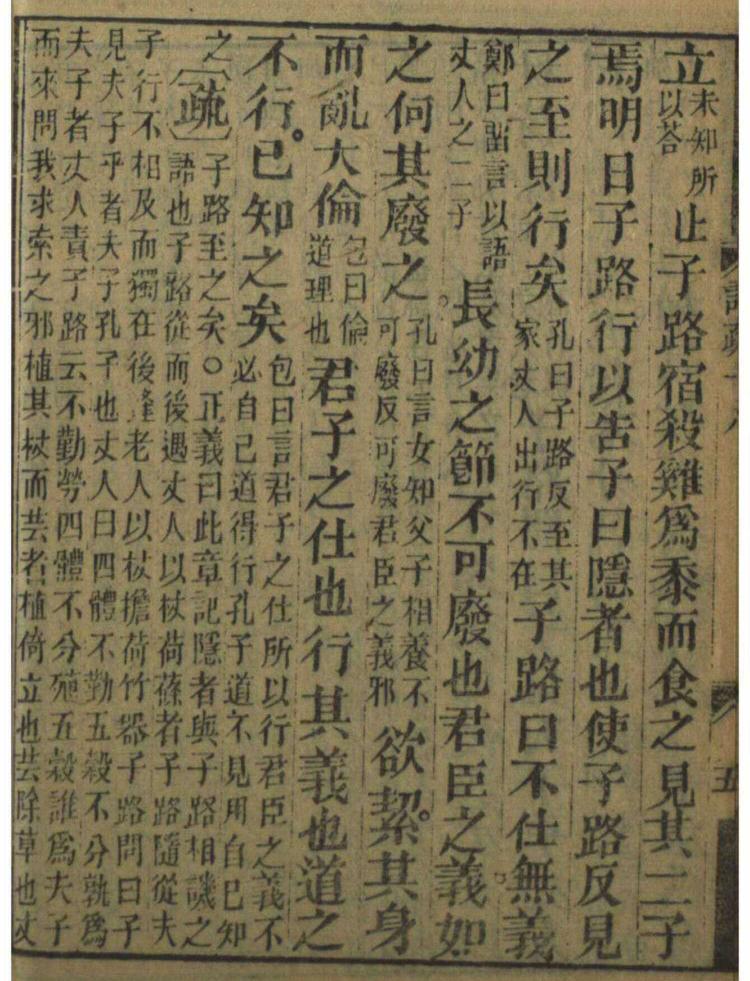 語疏十八
五
立未知所以荅止子路宿殺雞爲黍而食之見其二子
焉明日子路行以告子曰隱者也使子路反見
之至則行矣孔曰子路反至其家丈人出行不在子路曰不仕無義
鄭曰畱言以語丈人之二子長幼之節不可廢也君臣之義如
之何其廢之孔曰言女知父子相養不可廢反可廢君臣之義邪欲絜其身
而亂大倫包曰倫道理也君子之仕也行其義也道之
不行已知之矣包曰言君子之仕所以行君臣之義不必自己道得行孔子道不見用自已知
之〔疏〕子路至之矣○正義曰此章記隱者與子路相譏之語也子路從而後遇丈人以杖荷蓧者子路隨從夫
子行不相及而獨在後逢老人以杖擔荷竹器子路問曰子
見夫子乎者夫子孔子也丈人曰四體不勤五穀不分孰爲
夫子者丈人責子路云不勤勞四體不分殖五穀誰爲夫子
而來問我求索之邪植其杖而芸者植倚立也芸除草也丈